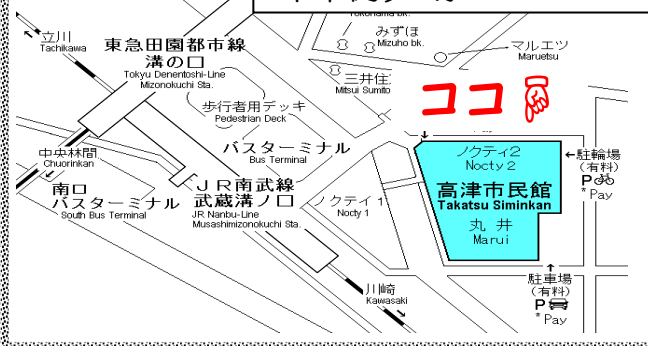 Yokohama bk.
みずほ
Mizuho bk.
マルエツ
Maruetsu
立川
Tachikawa
東急田園都市線
溝の口
Tokyu Denentoshi-Line
Mizonokuchi Sta.
三井住
Mitsui Sumito
ココ
歩行者用デッキ
Pedestrian Deck
バスターミナル
Bus Terminal
中央林間
Chuorinkan
南口
バスターミナル
South Bus Terminal
JR南武線
武蔵溝ノ口
JR Nanbu-Line
Musashimizonokuchi Sta.
ノクティ1
Nocty 1
ノクティ2
Nocty 2
高津市民館
Takatsu Siminkan
丸井
Marui
駐輪場
(有料)
P
* Pay
駐車場
(有料)
P
* Pay
川崎
Kawasaki